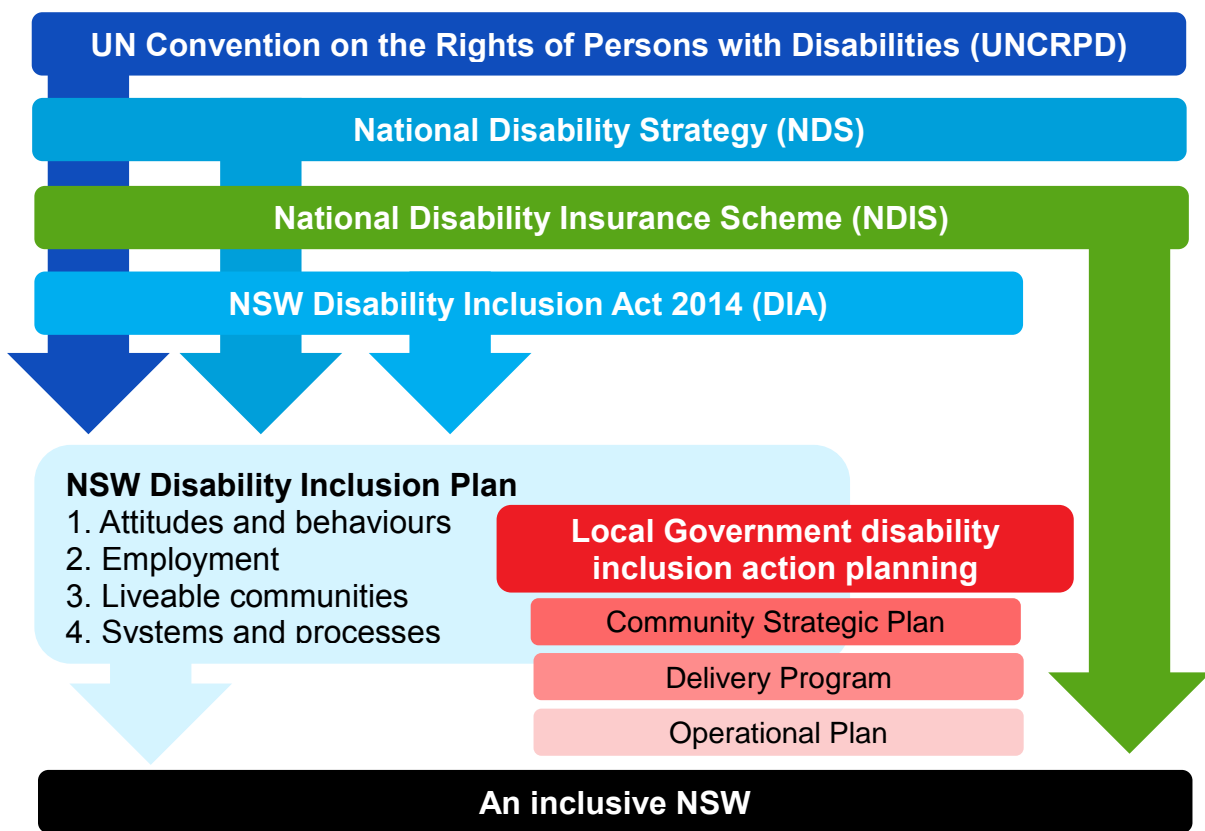 UN Convention on the Rights of Persons with Disabilities (UNCRPD)
National Disability Strategy (NDS)
National Disability Insurance Scheme (NDIS)
NSW Disability Inclusion Act 2014 (DIA)
NSW Disability Inclusion Plan
1. Attitudes and behaviours
2. Employment
3. Liveable communities
4. Systems and processes
Local Government disability
inclusion action planning
Community Strategic Plan
Delivery Program
Operational Plan
An inclusive NSW